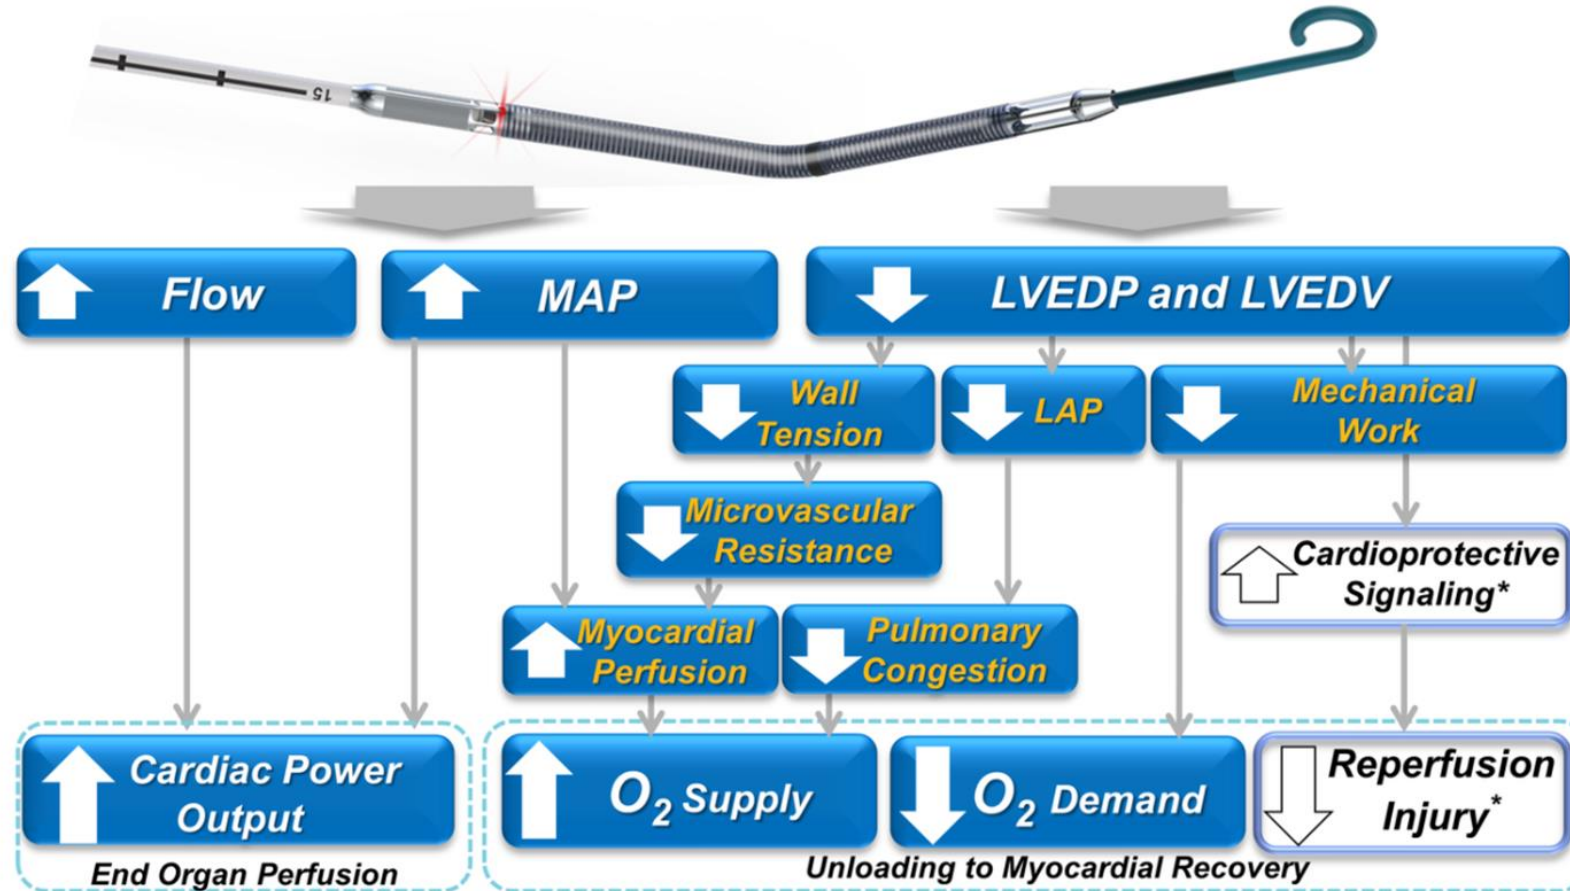 15
Flow
MAP
LVEDP and LVEDV
Wall
Tension
LAP
Mechanical
Work
Microvascular
Resistance
Cardioprotective
Signaling*
Myocardial
Perfusion
Pulmonary
Congestion
Cardiac Power
Output
O₂ Supply
O₂ Demand
Reperfusion
Injury*
End Organ Perfusion
Unloading to Myocardial Recovery